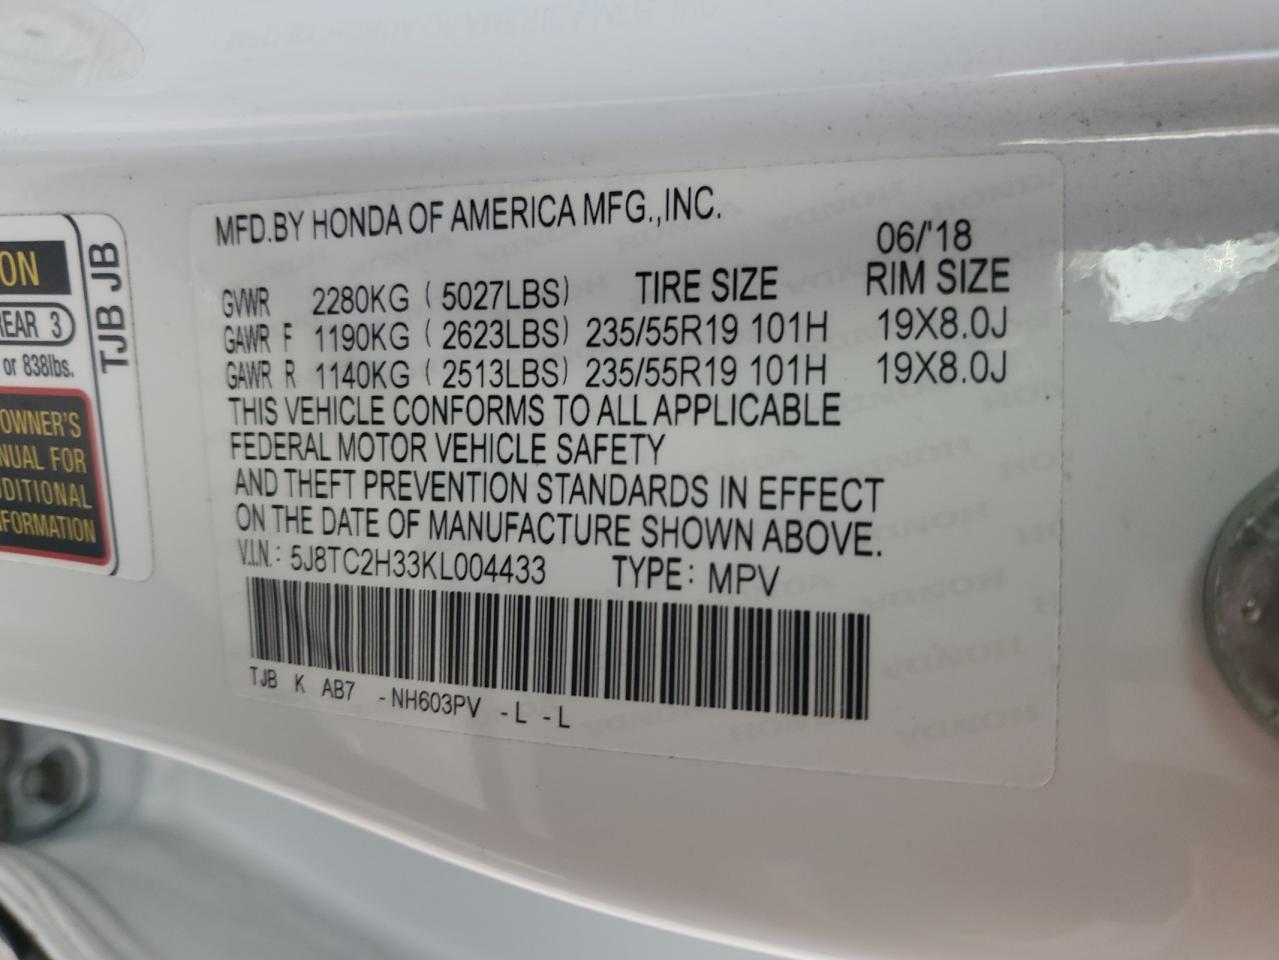 MFD.BY HONDA OF AMERICA MFG.,INC.
06/'18
GVWR 2280KG ( 5027LBS) TIRE SIZE RIM SIZE
GAWR F 1190KG ( 2623LBS) 235/55R19 101H 19X8.0J
GAWR R 1140KG ( 2513LBS) 235/55R19 101H 19X8.0J
THIS VEHICLE CONFORMS TO ALL APPLICABLE
FEDERAL MOTOR VEHICLE SAFETY
AND THEFT PREVENTION STANDARDS IN EFFECT
ON THE DATE OF MANUFACTURE SHOWN ABOVE.
V.I.N.: 5J8TC2H33KL004433 TYPE: MPV
TJB K AB7 -NH603PV -L -L
ON
REAR 3
or 838lbs.
OWNER'S
NUAL FOR
DDITIONAL
FORMATION
TJB JB